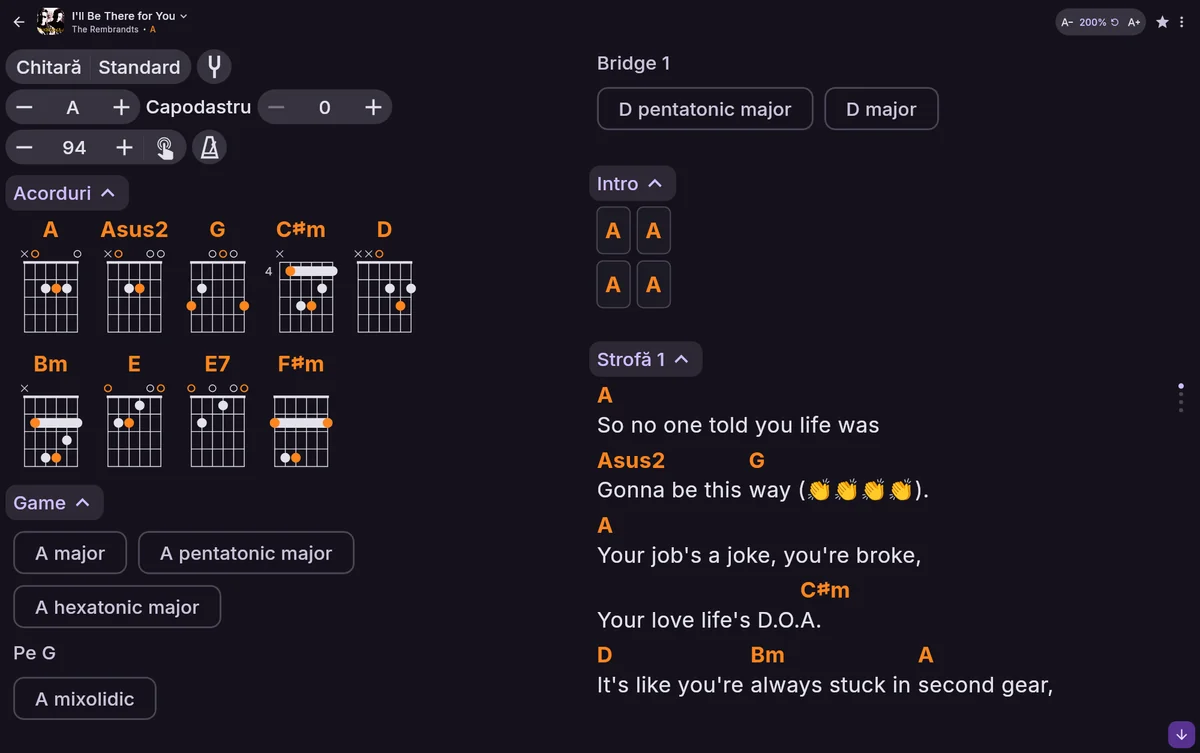 I'll Be There for You
The Rembrandts • A
A- 200% A+
Chitară Standard
A Capodastru 0
94
Acorduri
A Asus2 G C#m D
4
Bm E E7 F#m
Game
A major A pentatonic major
A hexatonic major
Pe G
A mixolidic
Bridge 1
D pentatonic major D major
Intro
A A
A A
Strofă 1
A
So no one told you life was
Asus2 G
Gonna be this way (👏👏👏👏).
A
Your job's a joke, you're broke,
C#m
Your love life's D.O.A.
D Bm A
It's like you're always stuck in second gear,